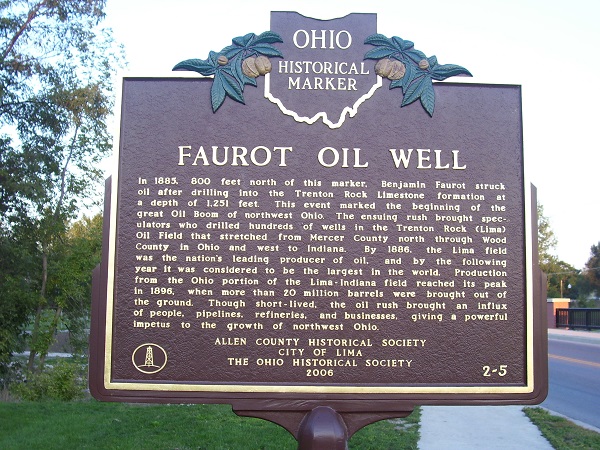 OHIO
HISTORICAL
MARKER
FAUROT OIL WELL
In 1885, 800 feet north of this marker, Benjamin Faurot struck
oil after drilling into the Trenton Rock Limestone formation at
a depth of 1,251 feet. This event marked the beginning of the
great Oil Boom of northwest Ohio. The ensuing rush brought spec-
ulators who drilled hundreds of wells in the Trenton Rock (Lima)
Oil Field that stretched from Mercer County north through Wood
County in Ohio and west to Indiana. By 1886, the Lima field
was the nation's leading producer of oil, and by the following
year it was considered to be the largest in the world. Production
from the Ohio portion of the Lima-Indiana field reached its peak
in 1896, when more than 20 million barrels were brought out of
the ground. Though short-lived, the oil rush brought an influx
of people, pipelines, refineries, and businesses, giving a powerful
impetus to the growth of northwest Ohio.
ALLEN COUNTY HISTORICAL SOCIETY
CITY OF LIMA
THE OHIO HISTORICAL SOCIETY
2006
2-5